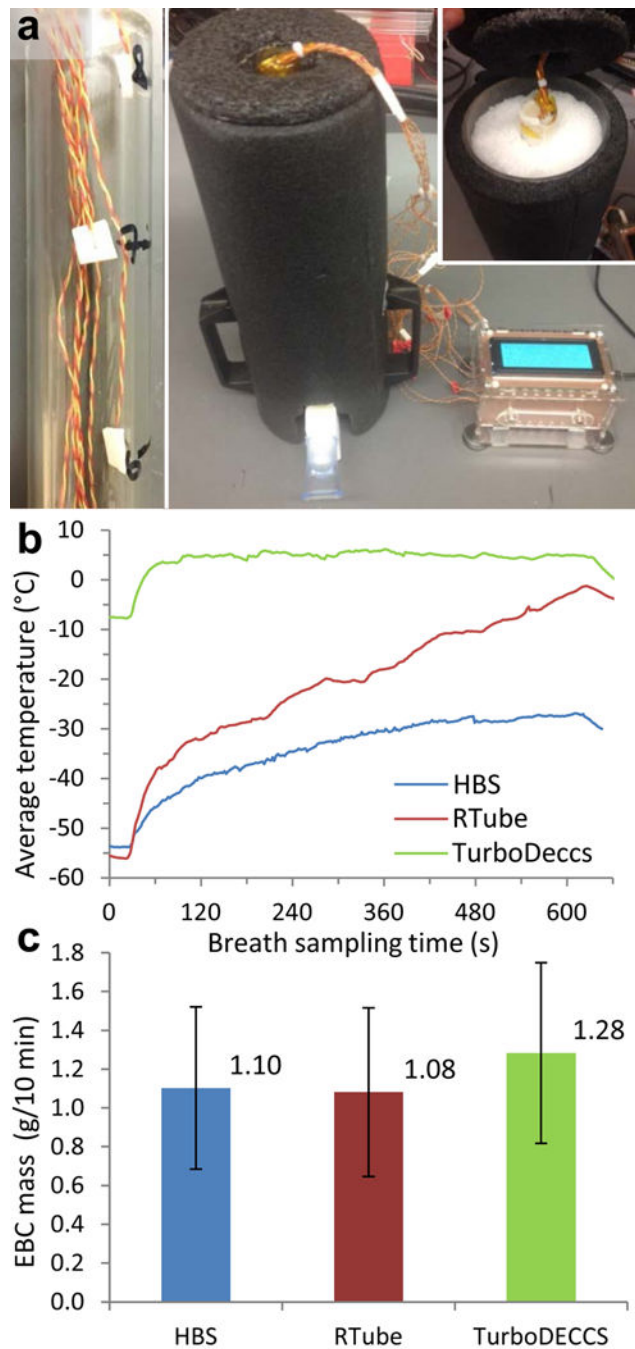 a
b
10
0
-10
-20
-30
-40
-50
-60
Average temperature (°C)
HBS
RTube
TurboDeccs
0 120 240 360 480 600
Breath sampling time (s)
c
1.8
1.6
1.4
1.2
1.0
0.8
0.6
0.4
0.2
0.0
EBC mass (g/10 min)
1.10
1.08
1.28
HBS RTube TurboDECCS